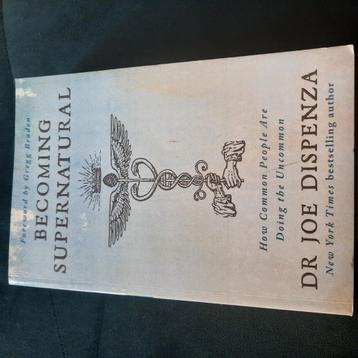 Foreword by Gregg Braden
BECOMING
SUPERNATURAL
How Common People Are
Doing the Uncommon
DR JOE DISPENZA
New York Times bestselling author